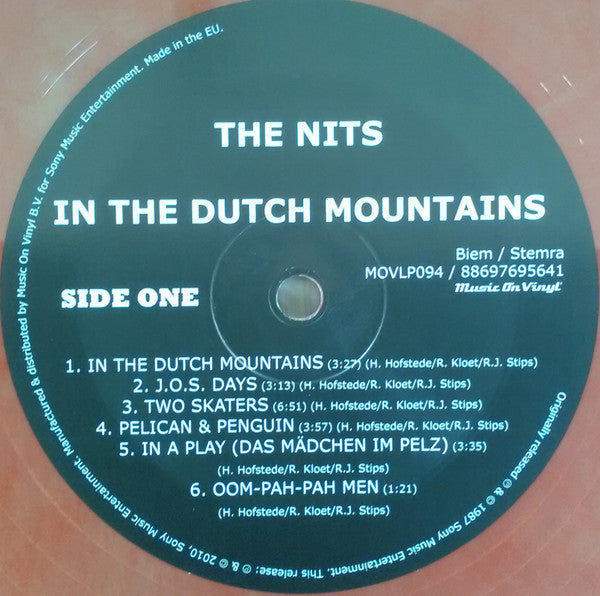 THE NITS
IN THE DUTCH MOUNTAINS
Biem / Stemra
MOVLP094 / 88697695641
Music On Vinyl
SIDE ONE
1. IN THE DUTCH MOUNTAINS (3:27) (H. Hofstede/R. Kloet/R.J. Stips)
2. J.O.S. DAYS (3:13) (H. Hofstede/R. Kloet/R.J. Stips)
3. TWO SKATERS (6:51) (H. Hofstede/R. Kloet/R.J. Stips)
4. PELICAN & PENGUIN (3:57) (H. Hofstede/R. Kloet/R.J. Stips)
5. IN A PLAY (DAS MÄDCHEN IM PELZ) (3:35)
(H. Hofstede/R. Kloet/R.J. Stips)
6. OOM-PAH-PAH MEN (1:21)
(H. Hofstede/R. Kloet/R.J. Stips)
Originally released ℗ & © 1987 Sony Music Entertainment. This release: ℗ & © 2010, Sony Music Entertainment. Manufactured & distributed by Music On Vinyl B.V. for Sony Music Entertainment. Made in the EU.